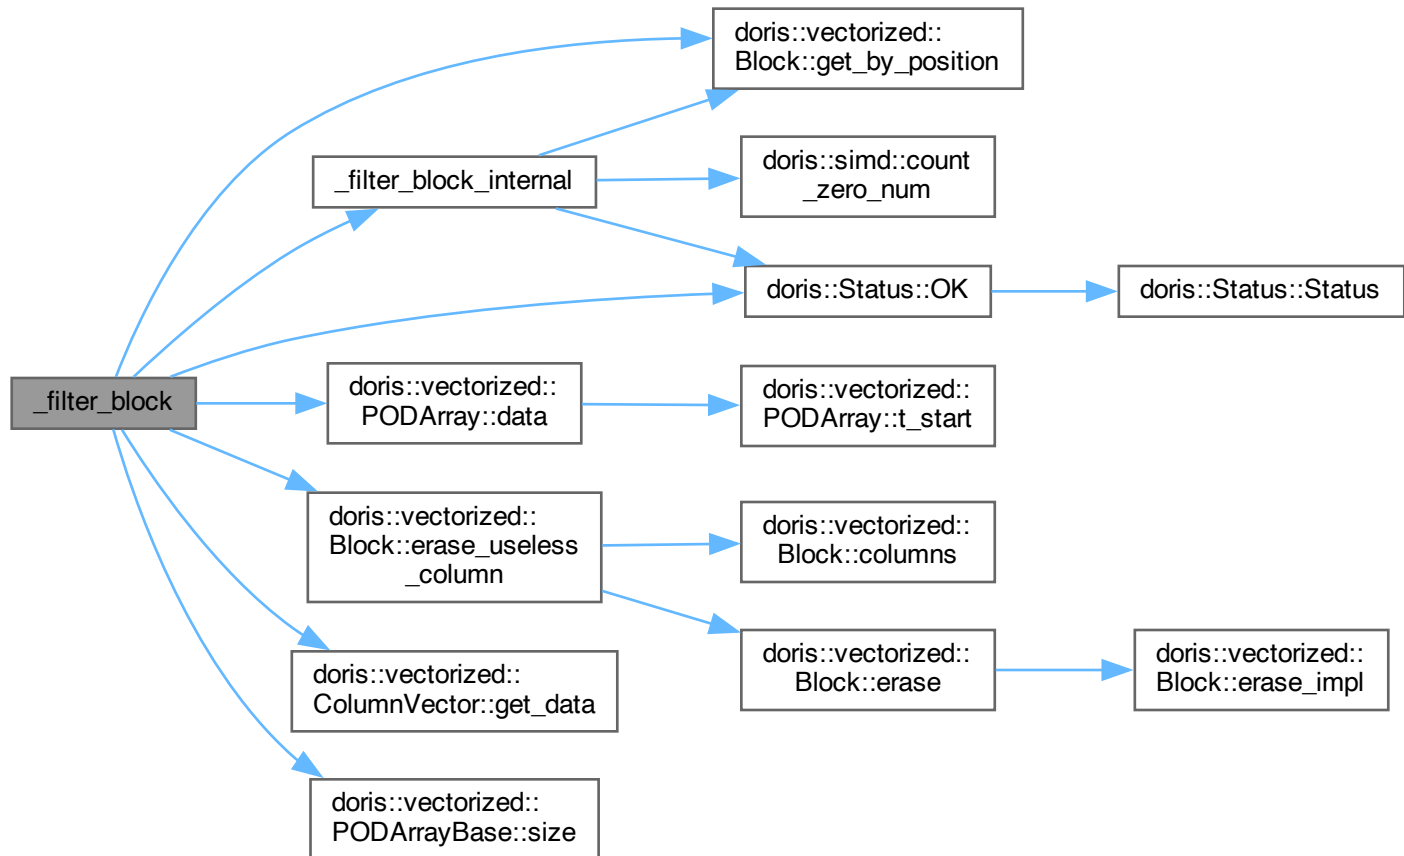 doris::vectorized::
Block::get_by_position
_filter_block_internal
doris::simd::count
_zero_num
doris::Status::OK
doris::Status::Status
_filter_block
doris::vectorized::
PODArray::data
doris::vectorized::
PODArray::t_start
doris::vectorized::
Block::erase_useless
_column
doris::vectorized::
Block::columns
doris::vectorized::
Block::erase
doris::vectorized::
Block::erase_impl
doris::vectorized::
ColumnVector::get_data
doris::vectorized::
PODArrayBase::size